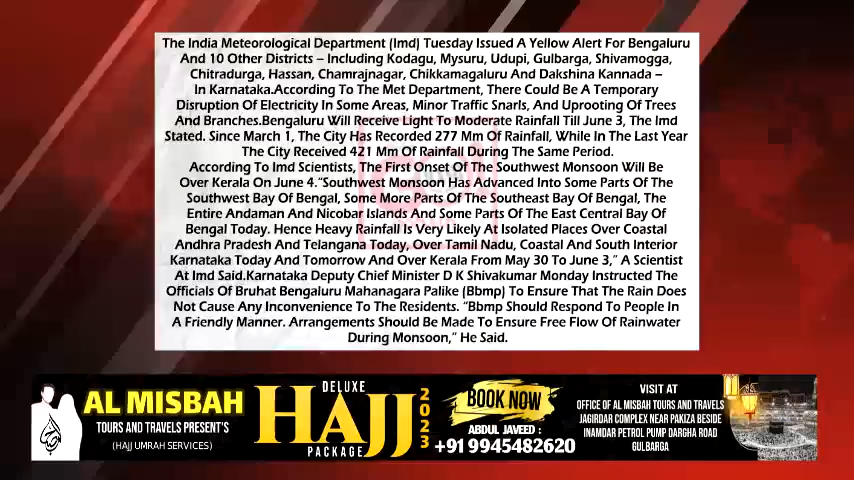 The India Meteorological Department (Imd) Tuesday Issued A Yellow Alert For Bengaluru
And 10 Other Districts – Including Kodagu, Mysuru, Udupi, Gulbarga, Shivamogga,
Chitradurga, Hassan, Chamrajnagar, Chikkamagaluru And Dakshina Kannada –
In Karnataka.According To The Met Department, There Could Be A Temporary
Disruption Of Electricity In Some Areas, Minor Traffic Snarls, And Uprooting Of Trees
And Branches.Bengaluru Will Receive Light To Moderate Rainfall Till June 3, The Imd
Stated. Since March 1, The City Has Recorded 277 Mm Of Rainfall, While In The Last Year
The City Received 421 Mm Of Rainfall During The Same Period.
According To Imd Scientists, The First Onset Of The Southwest Monsoon Will Be
Over Kerala On June 4."Southwest Monsoon Has Advanced Into Some Parts Of The
Southwest Bay Of Bengal, Some More Parts Of The Southeast Bay Of Bengal, The
Entire Andaman And Nicobar Islands And Some Parts Of The East Central Bay Of
Bengal Today. Hence Heavy Rainfall Is Very Likely At Isolated Places Over Coastal
Andhra Pradesh And Telangana Today, Over Tamil Nadu, Coastal And South Interior
Karnataka Today And Tomorrow And Over Kerala From May 30 To June 3," A Scientist
At Imd Said.Karnataka Deputy Chief Minister D K Shivakumar Monday Instructed The
Officials Of Bruhat Bengaluru Mahanagara Palike (Bbmp) To Ensure That The Rain Does
Not Cause Any Inconvenience To The Residents. "Bbmp Should Respond To People In
A Friendly Manner. Arrangements Should Be Made To Ensure Free Flow Of Rainwater
During Monsoon," He Said.
AL MISBAH
TOURS AND TRAVELS PRESENT'S
(HAJJ UMRAH SERVICES)
DELUXE
HAJJ
PACKAGE
2023
BOOK NOW
ABDUL JAVEED :
+91 9945482620
VISIT AT
OFFICE OF AL MISBAH TOURS AND TRAVELS
JAGIRDAR COMPLEX NEAR PAKIZA BESIDE
INAMDAR PETROL PUMP DARGHA ROAD
GULBARGA